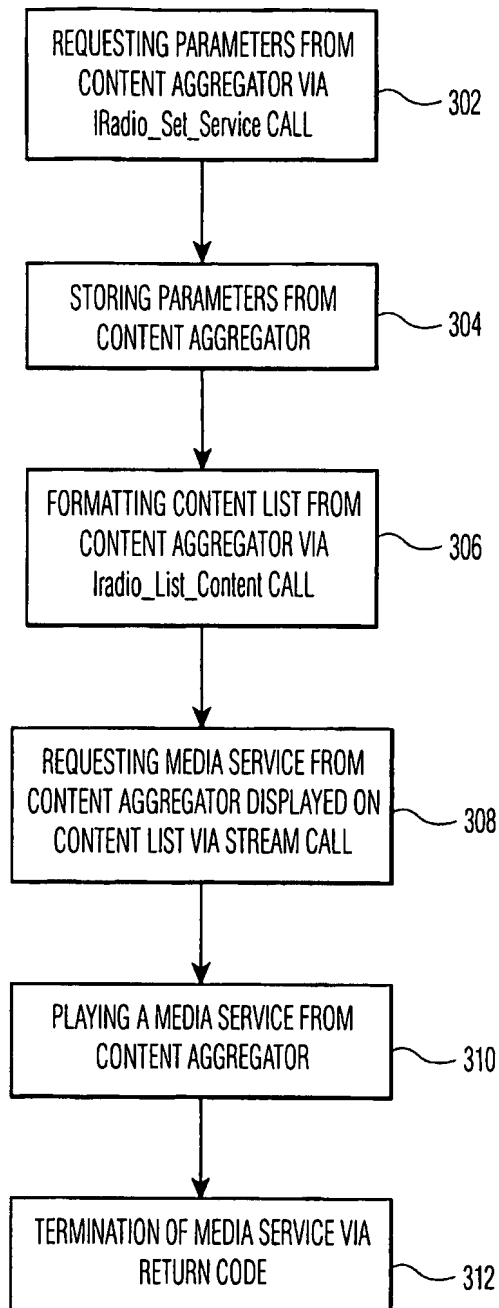 REQUESTING PARAMETERS FROM
CONTENT AGGREGATOR VIA
IRadio_Set_Service CALL
302
STORING PARAMETERS FROM
CONTENT AGGREGATOR
304
FORMATTING CONTENT LIST FROM
CONTENT AGGREGATOR VIA
Iradio_List_Content CALL
306
REQUESTING MEDIA SERVICE FROM
CONTENT AGGREGATOR DISPLAYED ON
CONTENT LIST VIA STREAM CALL
308
PLAYING A MEDIA SERVICE FROM
CONTENT AGGREGATOR
310
TERMINATION OF MEDIA SERVICE VIA
RETURN CODE
312